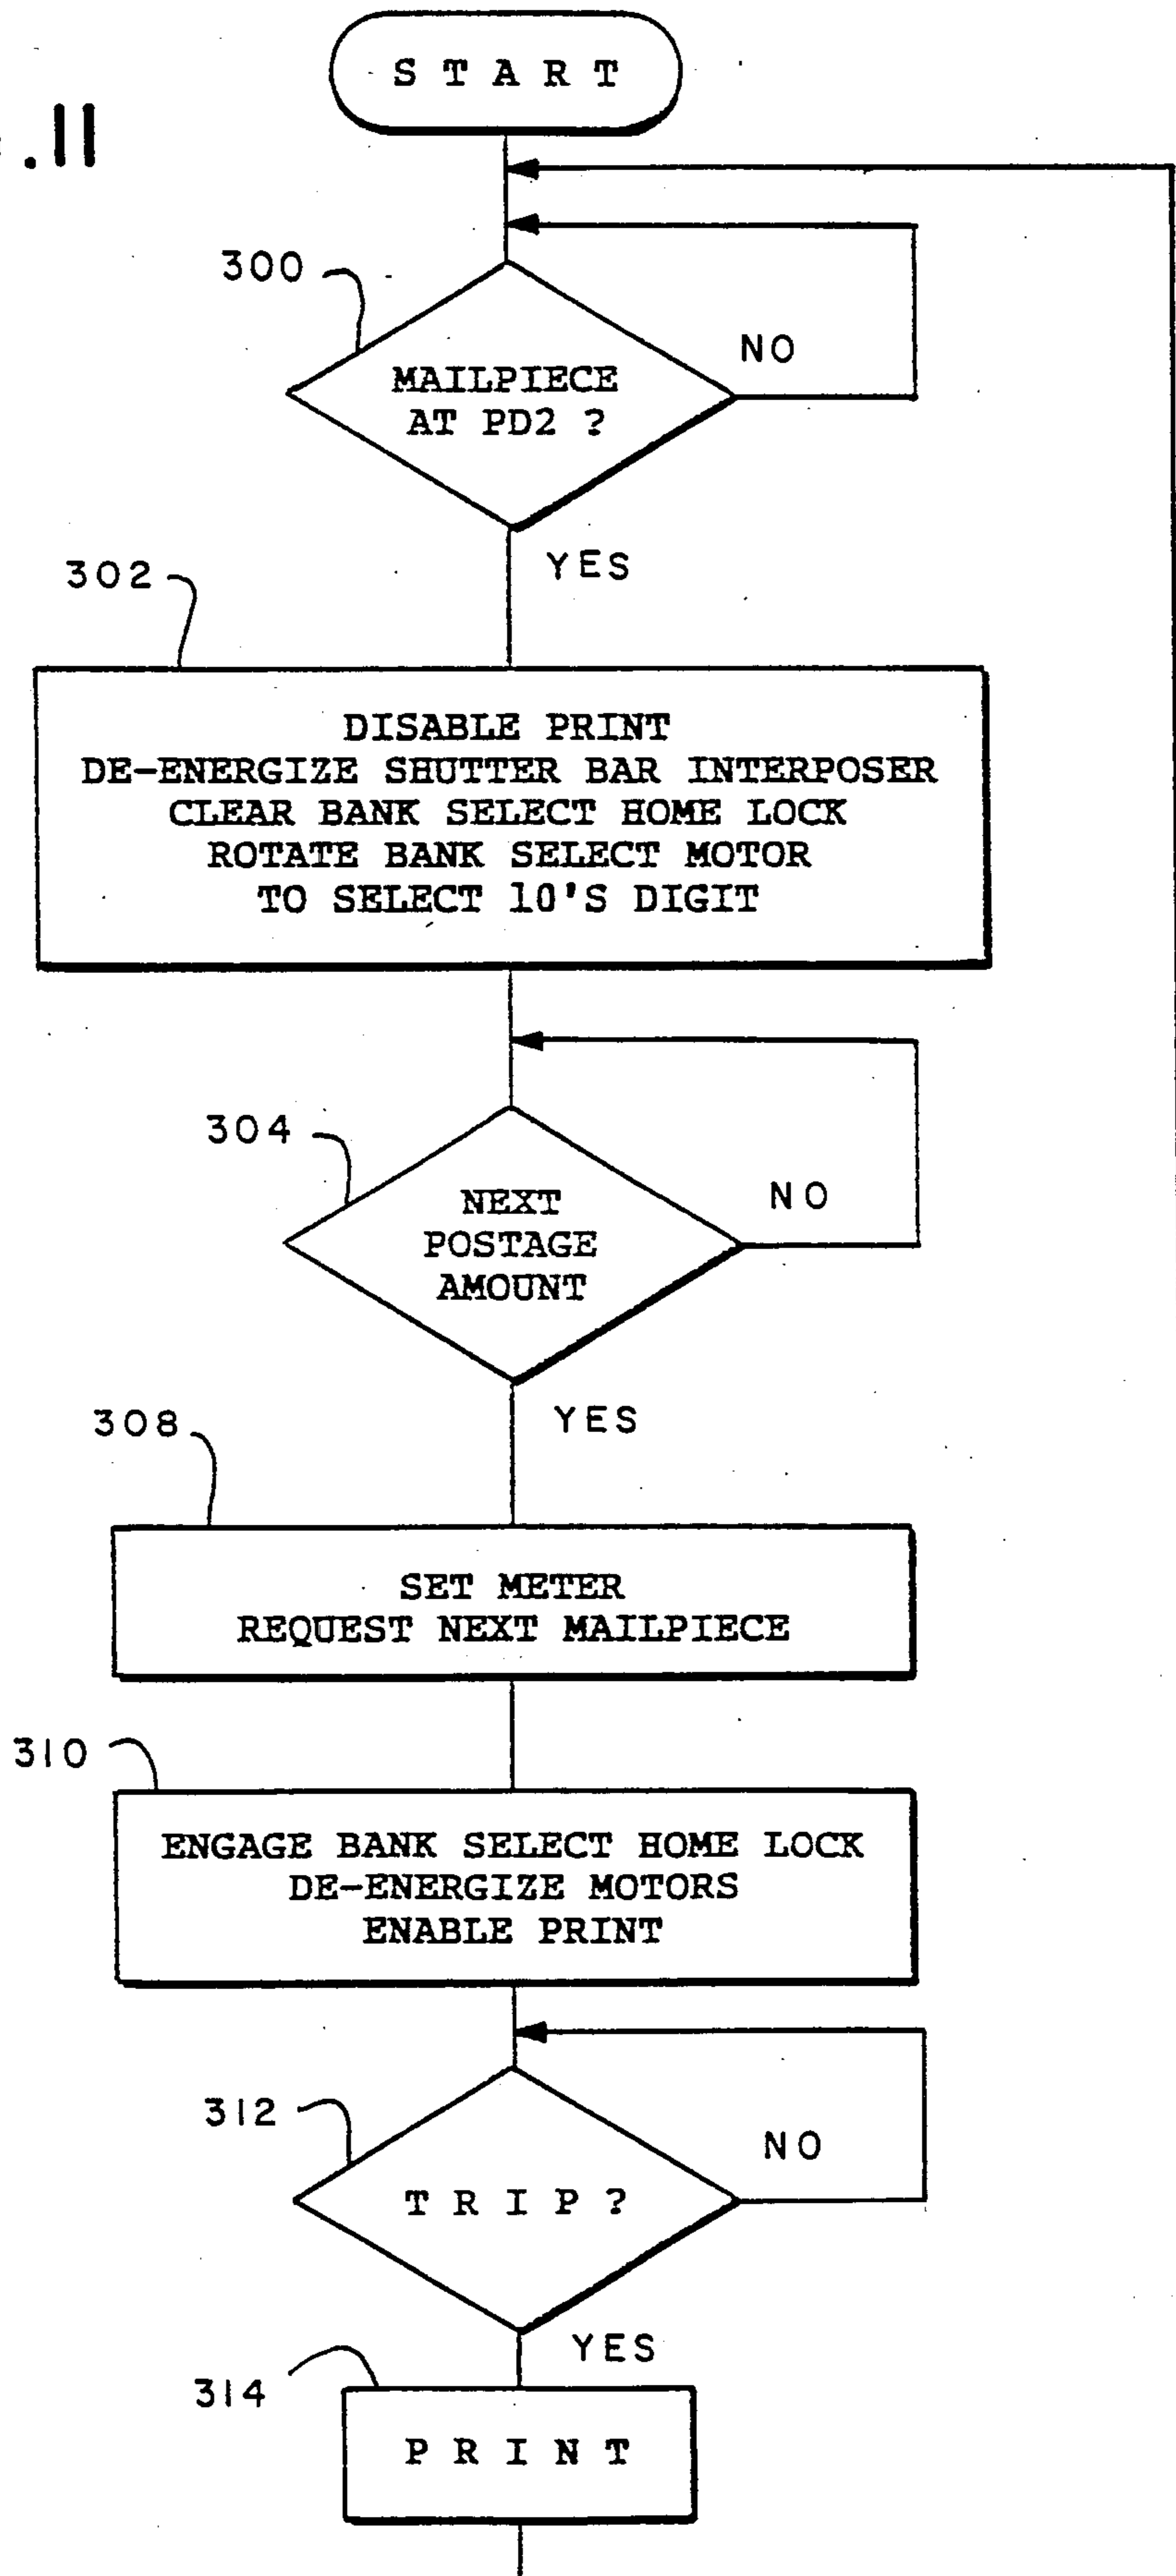 .11
START
300
MAILPIECE
AT PD2 ?
NO
YES
302
DISABLE PRINT
DE-ENERGIZE SHUTTER BAR INTERPOSER
CLEAR BANK SELECT HOME LOCK
ROTATE BANK SELECT MOTOR
TO SELECT 10'S DIGIT
304
NEXT
POSTAGE
AMOUNT
NO
YES
308
SET METER
REQUEST NEXT MAILPIECE
310
ENGAGE BANK SELECT HOME LOCK
DE-ENERGIZE MOTORS
ENABLE PRINT
312
TRIP?
NO
YES
314
PRINT